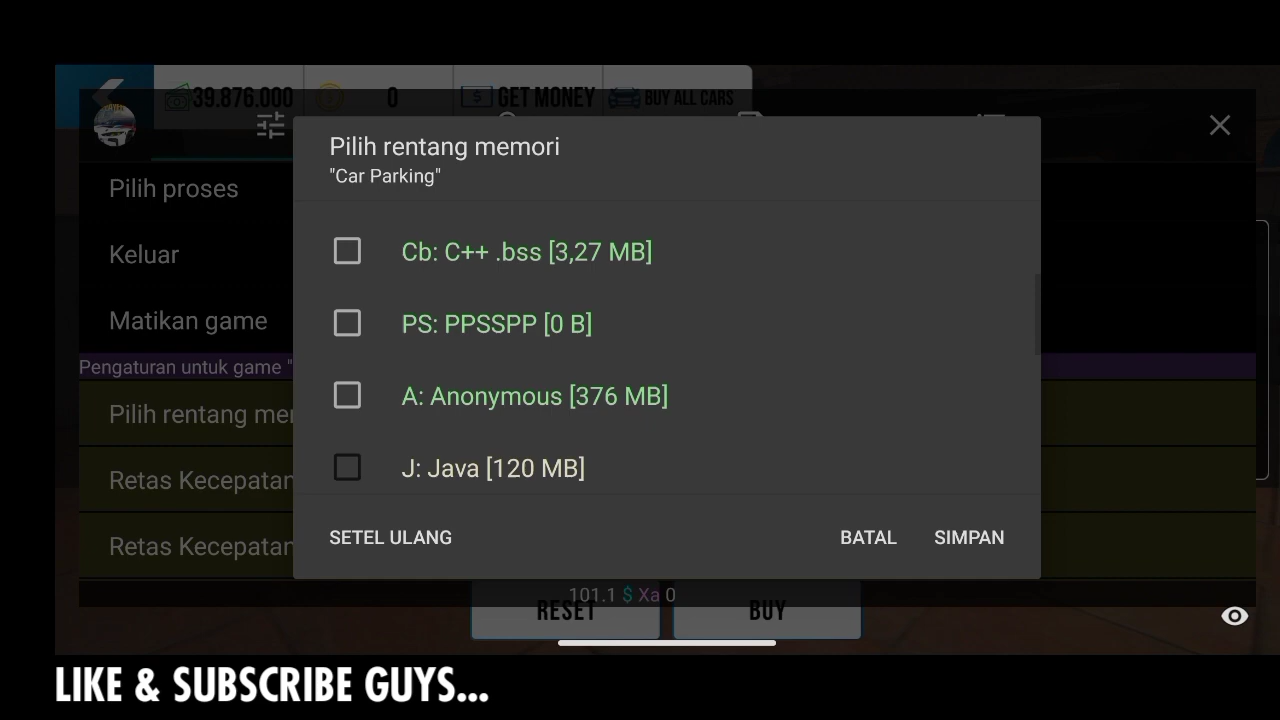 39.876.000
0
GET MONEY
BUY ALL CARS
Pilih rentang memori
"Car Parking"
Pilih proses
Keluar
Matikan game
Pengaturan untuk game "
Pilih rentang mer
Retas Kecepatan
Retas Kecepatan
Cb: C++ .bss [3,27 MB]
PS: PPSSPP [0 B]
A: Anonymous [376 MB]
J: Java [120 MB]
SETEL ULANG
BATAL
SIMPAN
101.1 $ Xa 0
RESET
BUY
LIKE & SUBSCRIBE GUYS...